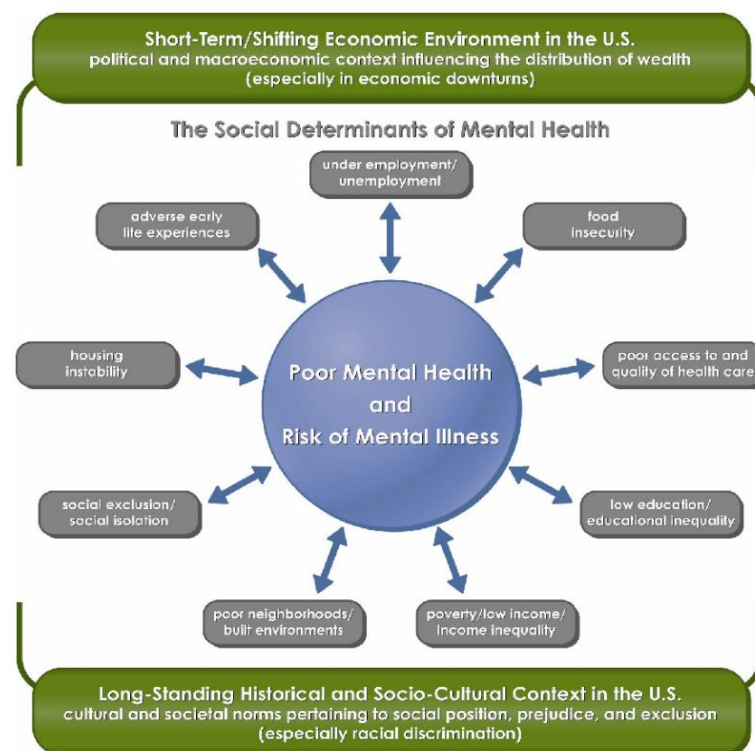 Short-Term/Shifting Economic Environment in the U.S.
political and macroeconomic context influencing the distribution of wealth
(especially in economic downturns)
The Social Determinants of Mental Health
under employment/
unemployment
adverse early
life experiences
food
insecurity
housing
instability
Poor Mental Health
and
Risk of Mental Illness
poor access to and
quality of health care
social exclusion/
social isolation
low education/
educational inequality
poor neighborhoods/
built environments
poverty/low income/
income inequality
Long-Standing Historical and Socio-Cultural Context in the U.S.
cultural and societal norms pertaining to social position, prejudice, and exclusion
(especially racial discrimination)